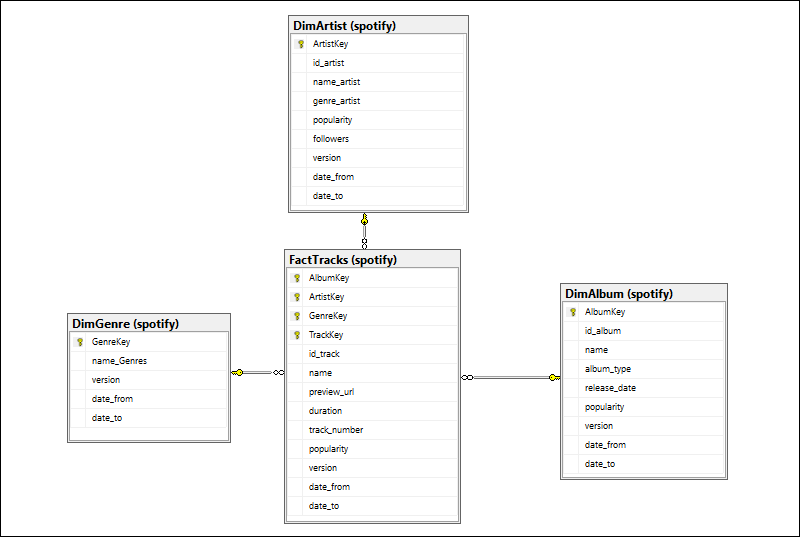 DimArtist (spotify)
ArtistKey
id_artist
name_artist
genre_artist
popularity
followers
version
date_from
date_to
FactTracks (spotify)
AlbumKey
ArtistKey
GenreKey
TrackKey
id_track
name
preview_url
duration
track_number
popularity
version
date_from
date_to
DimGenre (spotify)
GenreKey
name_Genres
version
date_from
date_to
DimAlbum (spotify)
AlbumKey
id_album
name
album_type
release_date
popularity
version
date_from
date_to